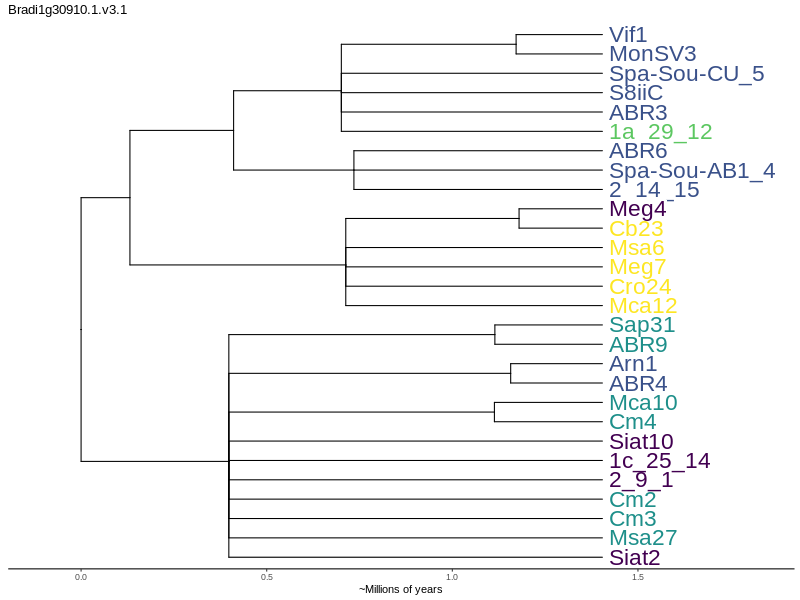 Bradi1g30910.1.v3.1
Vif1
MonSV3
Spa-Sou-CU_5
S8iiC
ABR3
1a_29_12
ABR6
Spa-Sou-AB1_4
2_14_15
Meg4
Cb23
Msa6
Meg7
Cro24
Mca12
Sap31
ABR9
Arn1
ABR4
Mca10
Cm4
Siat10
1c_25_14
2_9_1
Cm2
Cm3
Msa27
Siat2
0.0 0.5 1.0 1.5
~Millions of years